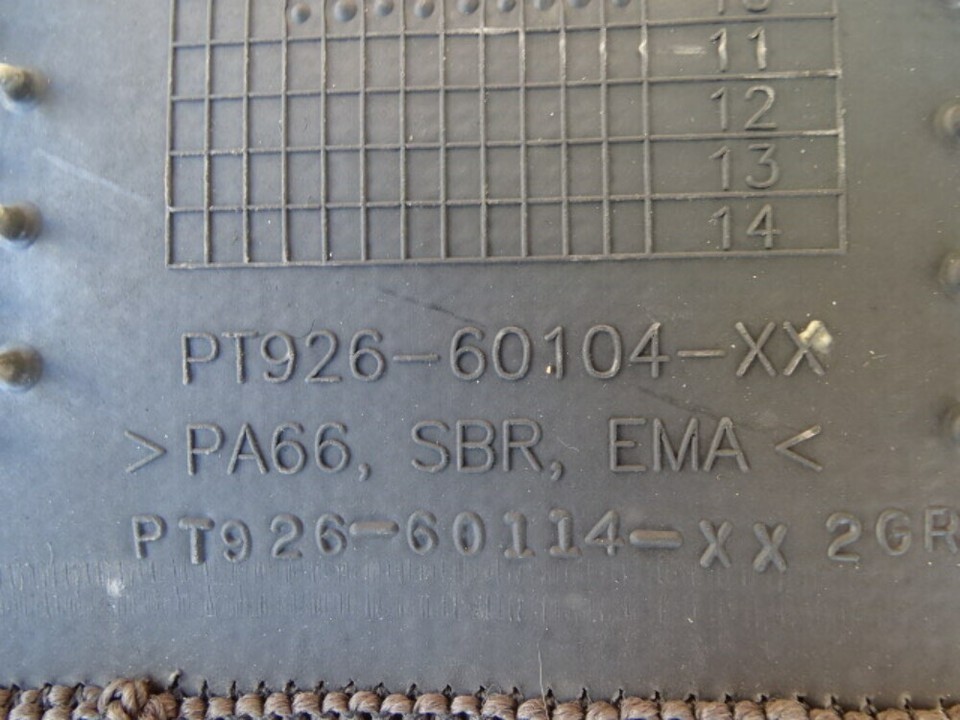 11
12
13
14
PT926-60104-XX
>PA66, SBR, EMA<
PT926-60114-XX 2GR